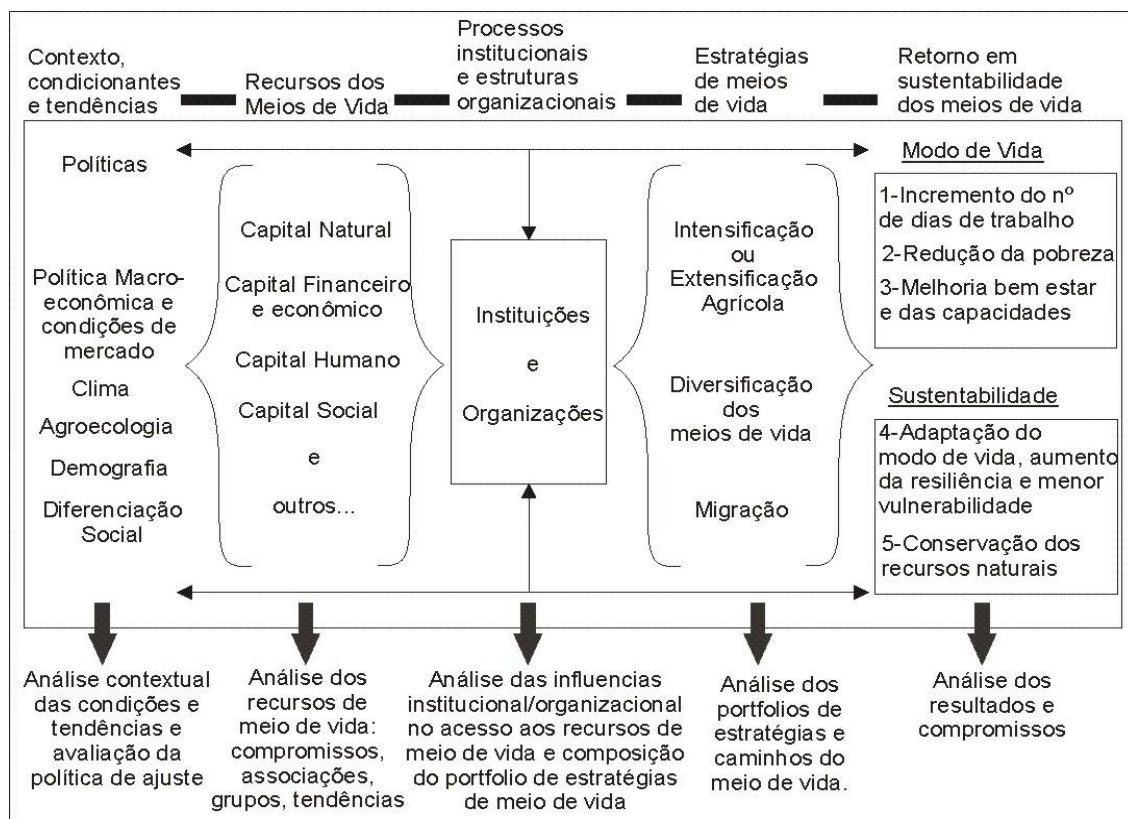 Contexto,
condicionantes
e tendências
Recursos dos
Meios de Vida
Processos
institucionais
e estruturas
organizacionais
Estratégias
de meios
de vida
Retorno em
sustentabilidade
dos meios de vida
Políticas
Política Macro-
econômica e
condições de
mercado
Clima
Agroecologia
Demografia
Diferenciação
Social
Capital Natural
Capital Financeiro
e econômico
Capital Humano
Capital Social
e
outros...
Instituições
e
Organizações
Intensificação
ou
Extensificação
Agrícola
Diversificação
dos
meios de vida
Migração
Modo de Vida
1-Incremento do nº
de dias de trabalho
2-Redução da pobreza
3-Melhoria bem estar
e das capacidades
Sustentabilidade
4-Adaptação do
modo de vida, aumento
da resiliência e menor
vulnerabilidade
5-Conservação dos
recursos naturais
Análise contextual
das condições e
tendências e
avaliação da
política de ajuste
Análise dos
recursos de
meio de vida:
compromissos,
associações,
grupos, tendências
Análise das influencias
institucional/organizacional
no acesso aos recursos de
meio de vida e composição
do portfolio de estratégias
de meio de vida
Análise dos
portfolios de
estratégias e
caminhos do
meio de vida.
Análise dos
resultados e
compromissos